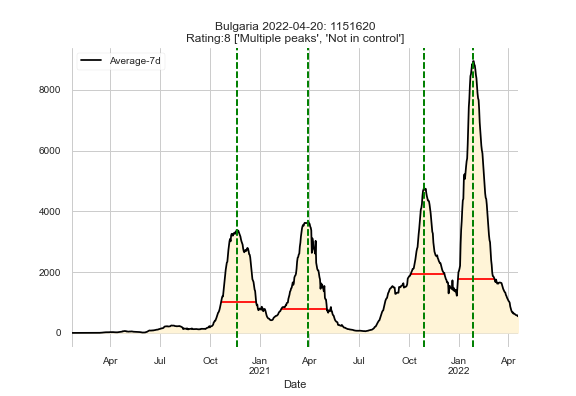 Bulgaria 2022-04-20: 1151620
Rating:8 ['Multiple peaks', 'Not in control']
Average-7d
8000
6000
4000
2000
0
Apr Jul Oct Jan Apr Jul Oct Jan Apr
2021 2022
Date